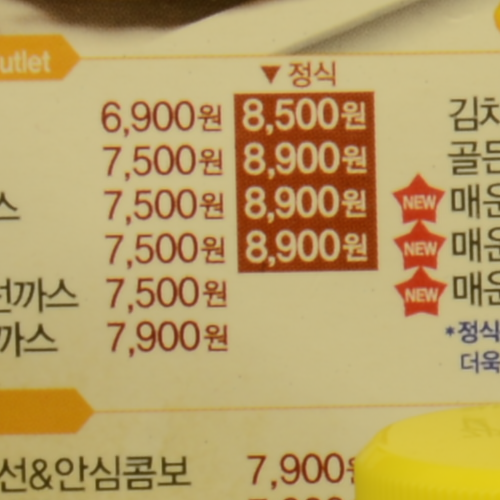 utlet
▼정식
6,900원 8,500원 김치
7,500원 8,900원 골든
스 7,500원 8,900원 NEW 매운
7,500원 8,900원 NEW 매운
까스 7,500원 NEW 매운
까스 7,900원 *정식
더욱
선&안심콤보 7,900원